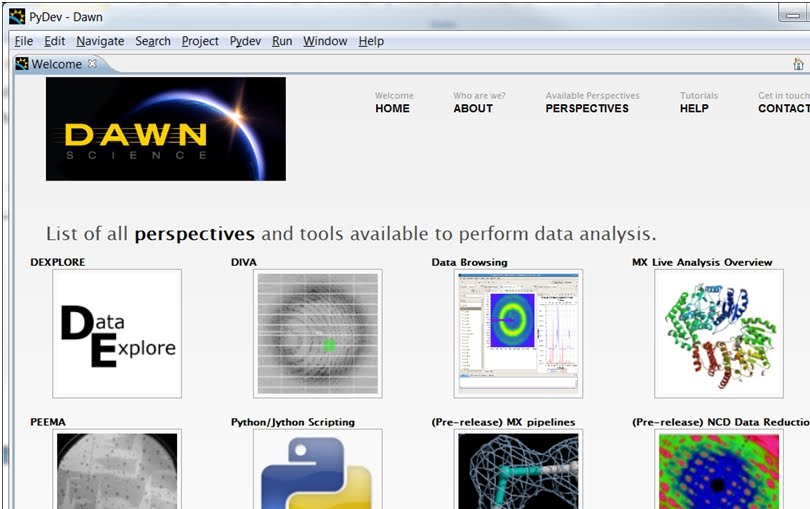 PyDev - Dawn
File Edit Navigate Search Project Pydev Run Window Help
Welcome
Welcome Who are we? Available Perspectives Tutorials Get in touch
HOME ABOUT PERSPECTIVES HELP CONTACT
DAWN
SCIENCE
List of all perspectives and tools available to perform data analysis.
DEXPLORE DIVA Data Browsing MX Live Analysis Overview
Data
Explore
PEEMA Python/Jython Scripting (Pre-release) MX pipelines (Pre-release) NCD Data Reductio